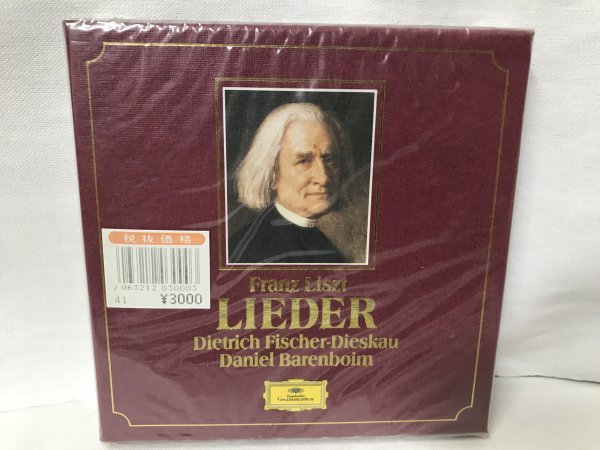 税抜価格
2063212 030003
41 ¥3000
Franz Liszt
LIEDER
Dietrich Fischer-Dieskau
Daniel Barenboim
Deutsche
Grammophon